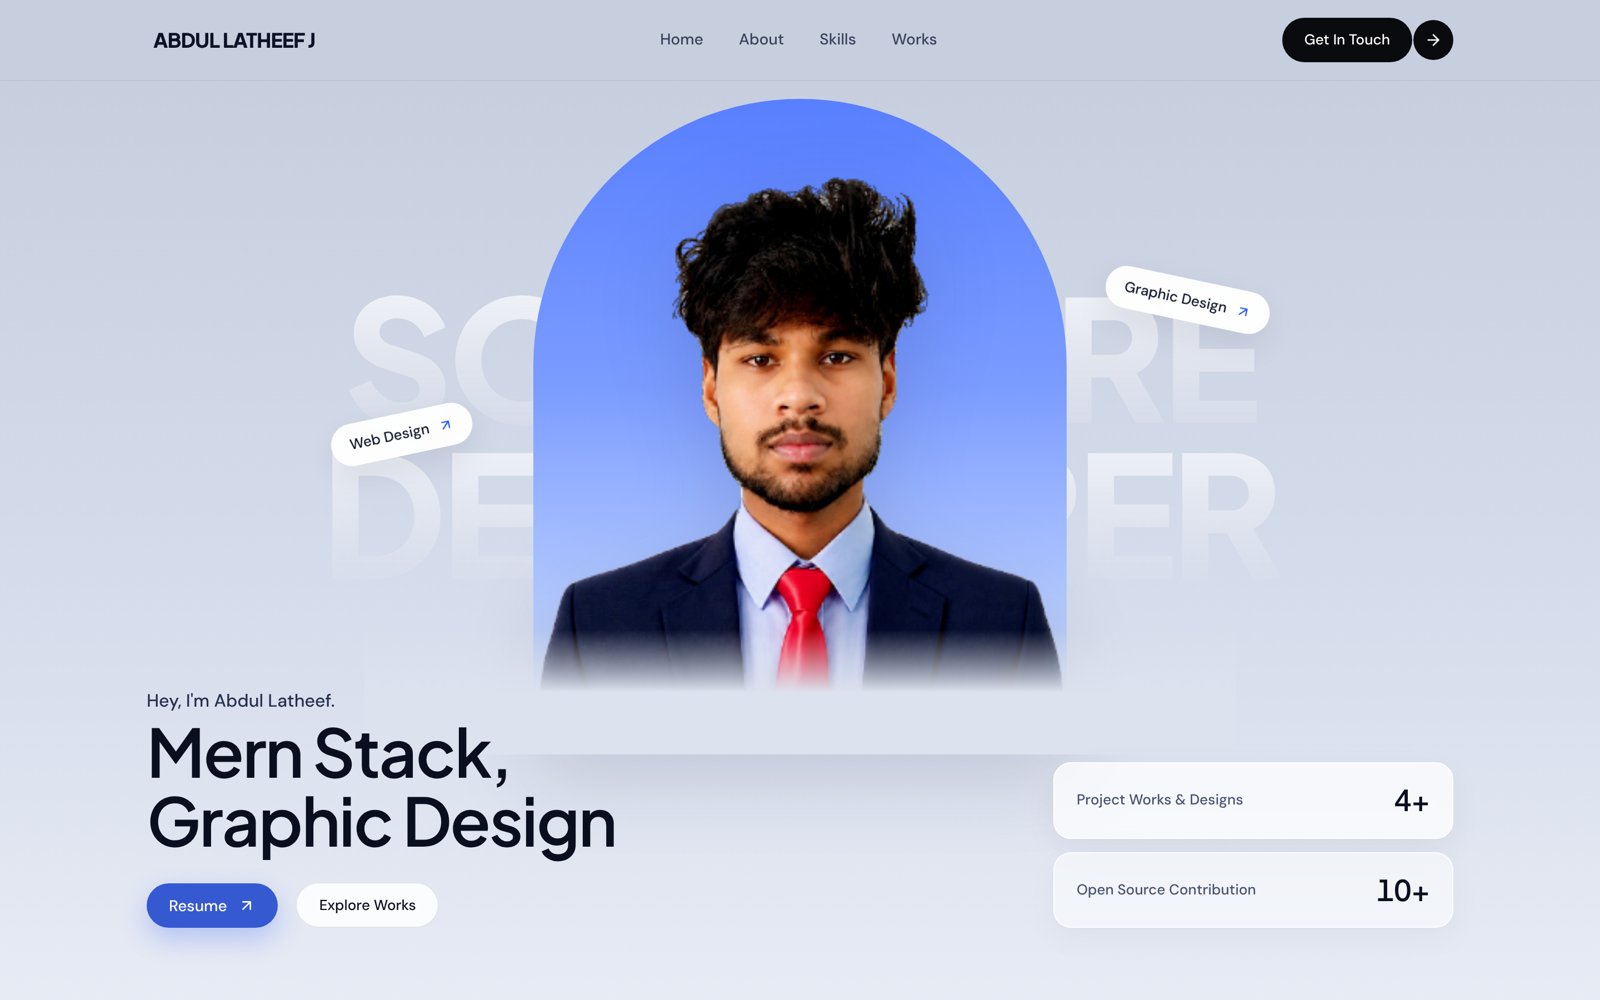 ABDUL LATHEEF J
Home
About
Skills
Works
Get In Touch
Graphic Design
Web Design
Hey, I'm Abdul Latheef.
Mern Stack,
Graphic Design
Resume
Explore Works
Project Works & Designs
4+
Open Source Contribution
10+